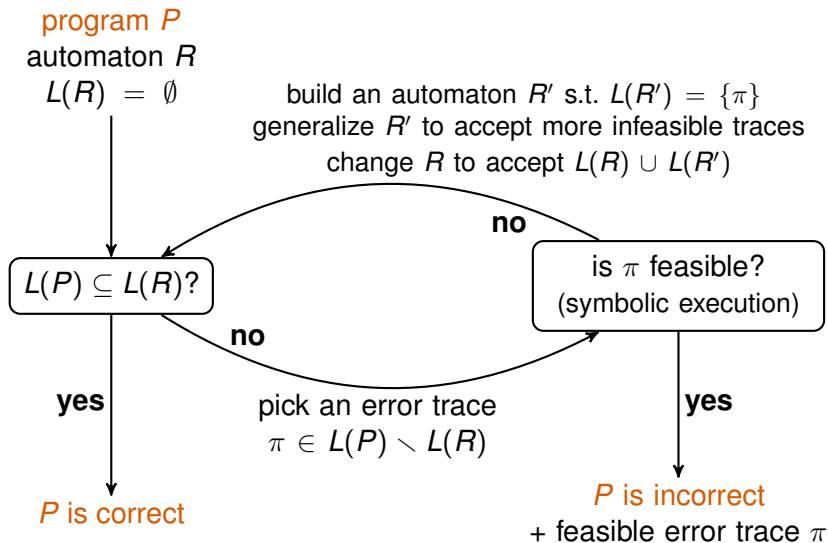 program P
automaton R
L(R) = ∅
build an automaton R′ s.t. L(R′) = {π}
generalize R′ to accept more infeasible traces
change R to accept L(R) ∪ L(R′)
no
L(P) ⊆ L(R)?
is π feasible?
(symbolic execution)
no
yes
pick an error trace
π ∈ L(P) ∖ L(R)
yes
P is correct
P is incorrect
+ feasible error trace π